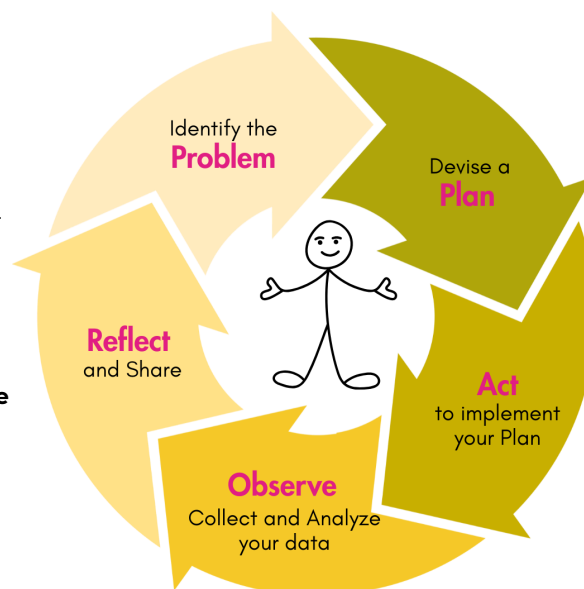 Identify the
Problem
Devise a
Plan
Act
to implement
your Plan
Observe
Collect and Analyze
your data
Reflect
and Share
e